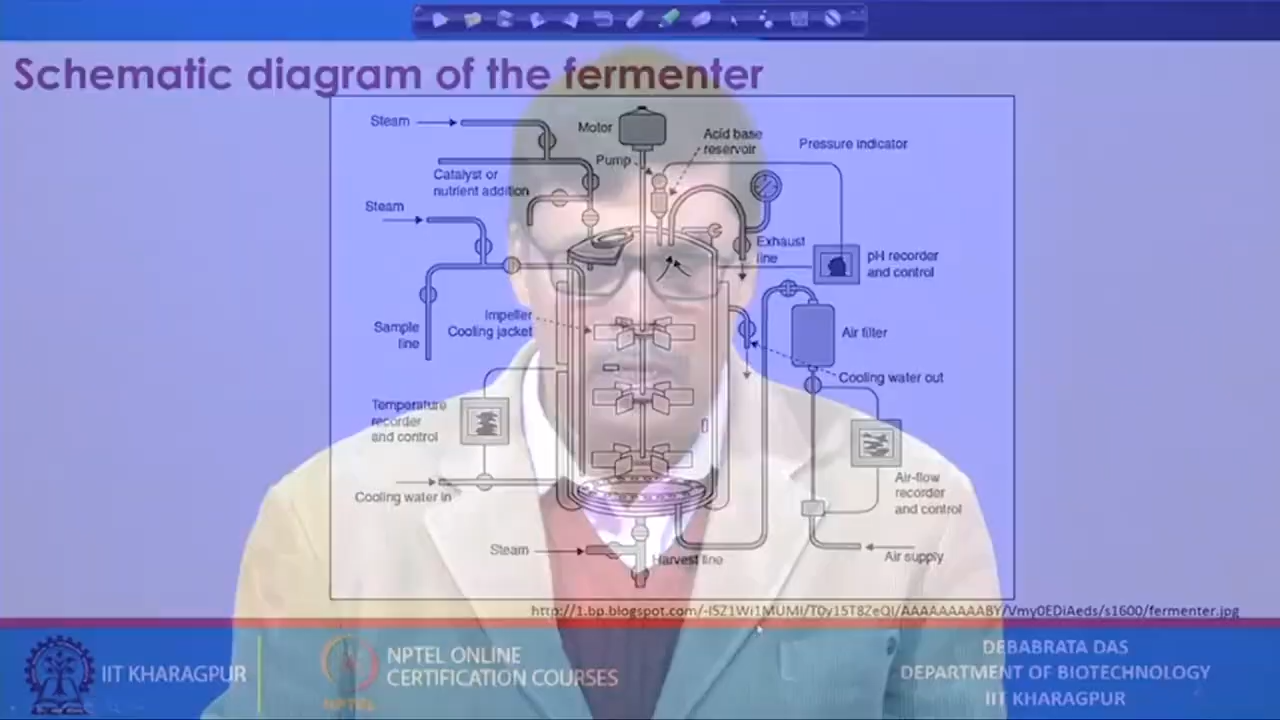 Schematic diagram of the fermenter
Steam
Motor
Acid base
reservoir
Pressure indicator
Pump
Catalyst or
nutrient addition
Steam
Exhaust
line
pH recorder
and control
Impeller
Cooling jacket
Sample
line
Air filter
Cooling water out
Temperature
recorder
and control
Cooling water in
Air-flow
recorder
and control
Steam
Harvest line
Air supply
IIT KHARAGPUR
NPTEL
NPTEL ONLINE
CERTIFICATION COURSES
DEBABRATA DAS
DEPARTMENT OF BIOTECHNOLOGY
IIT KHARAGPUR